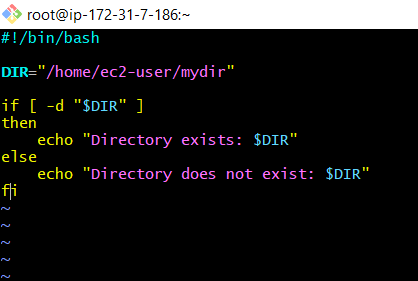 root@ip-172-31-7-186:~
#!/bin/bash
DIR="/home/ec2-user/mydir"
if [ -d "$DIR" ]
then
    echo "Directory exists: $DIR"
else
    echo "Directory does not exist: $DIR"
fi
~
~
~
~
~